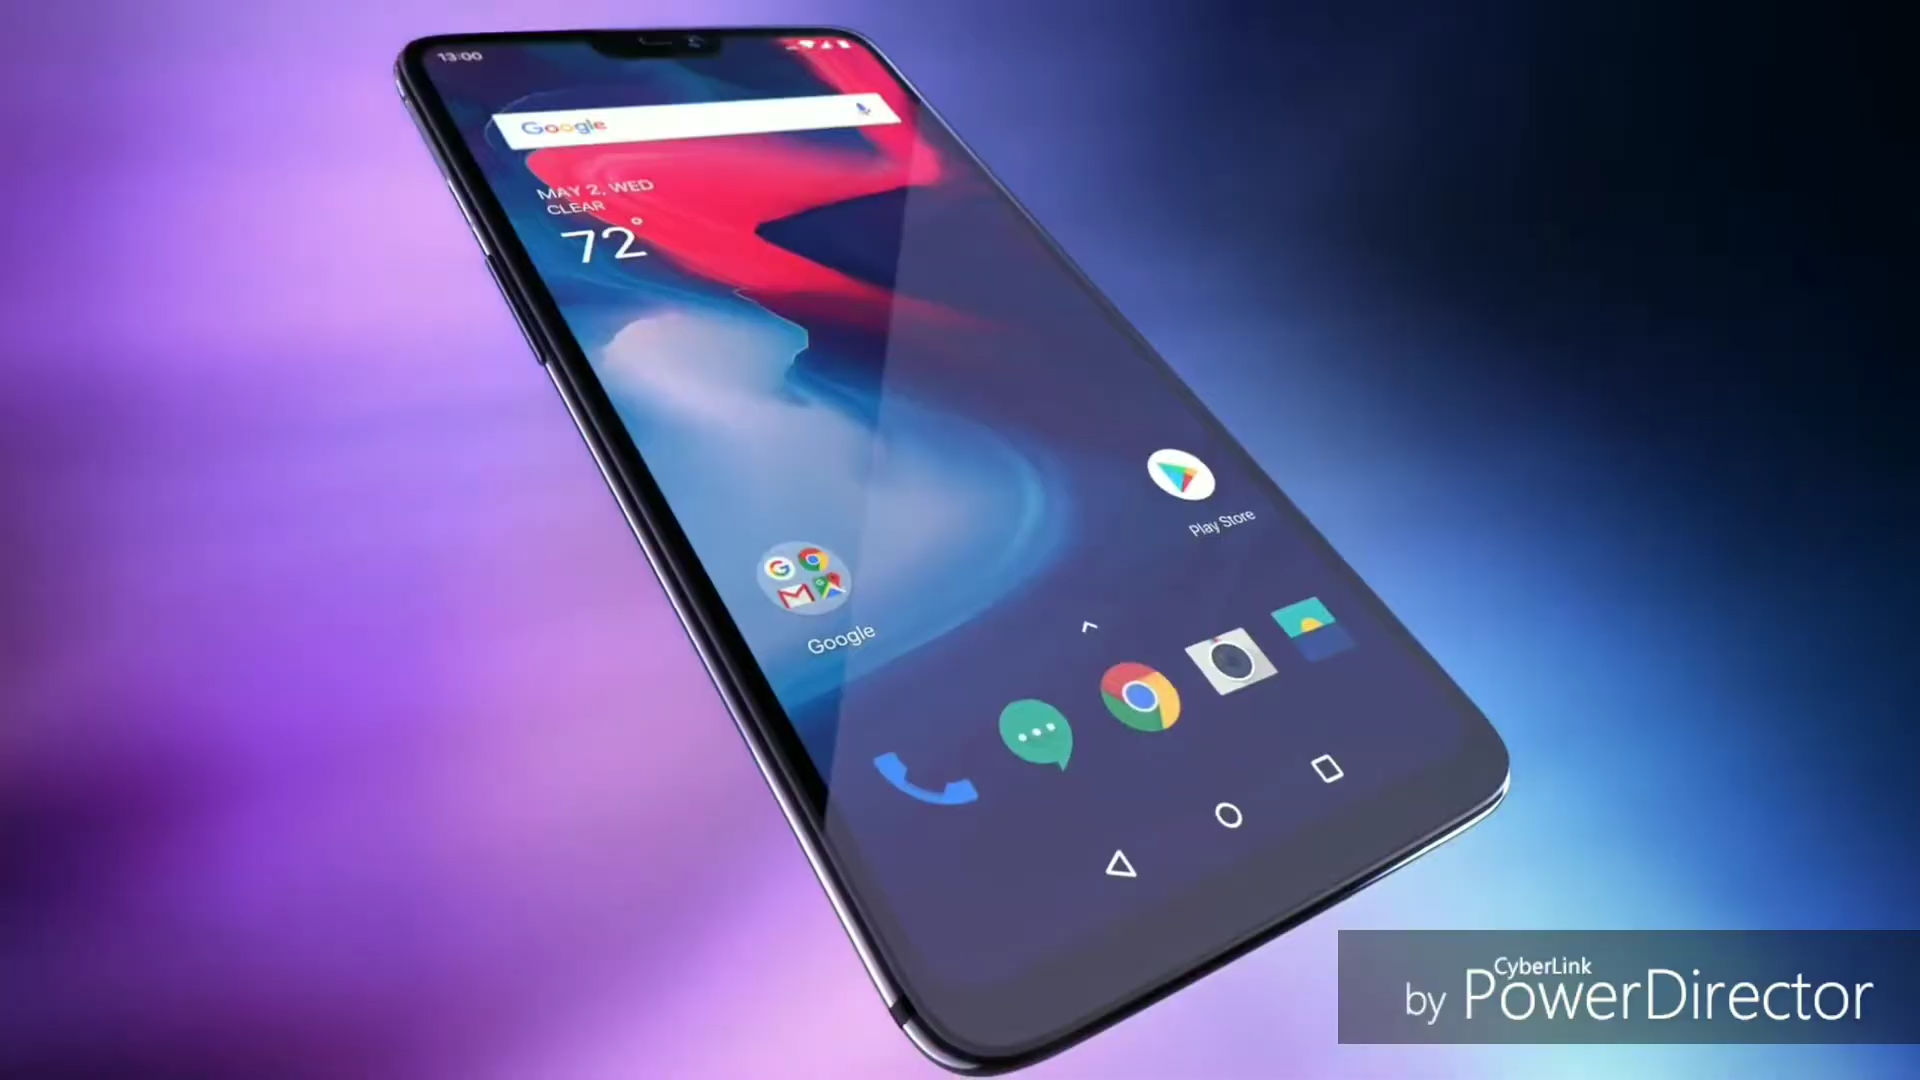 13:00
Google
MAY 2, WED
CLEAR
72°
Play Store
Google
CyberLink
by PowerDirector